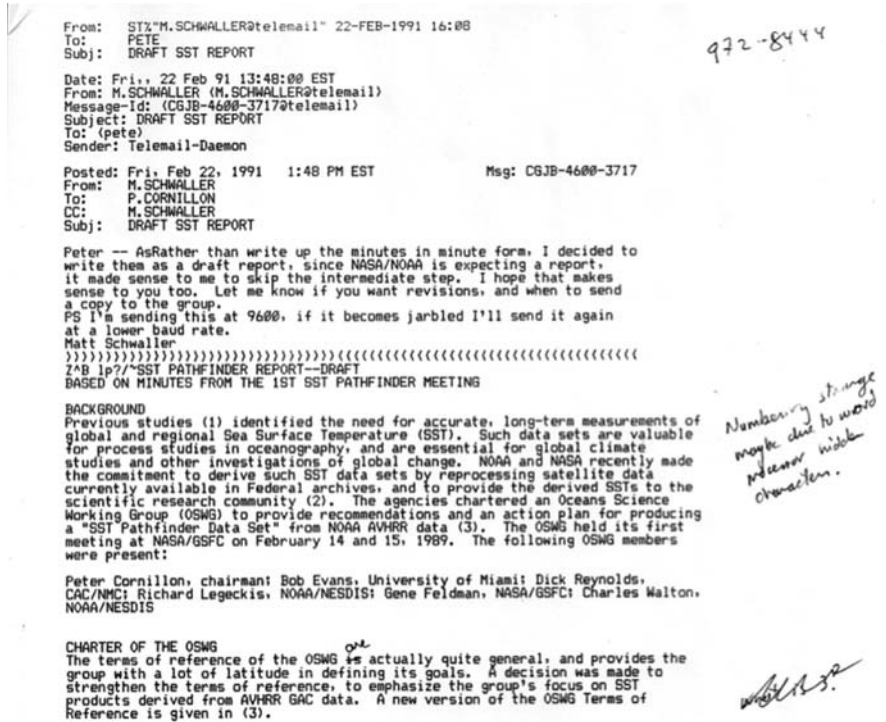 From: ST%"M.SCHWALLER@telemail" 22-FEB-1991 16:08
To: PETE
Subj: DRAFT SST REPORT
972-8444
Date: Fri,, 22 Feb 91 13:48:00 EST
From: M.SCHWALLER (M.SCHWALLER@telemail)
Message-Id: (CGJB-4600-3717@telemail)
Subject: DRAFT SST REPORT
To: (pete)
Sender: Telemail-Daemon
Posted: Fri, Feb 22, 1991 1:48 PM EST Msg: CGJB-4600-3717
From: M.SCHWALLER
To: P.CORNILLON
CC: M.SCHWALLER
Subj: DRAFT SST REPORT
Peter -- AsRather than write up the minutes in minute form, I decided to
write them as a draft report, since NASA/NOAA is expecting a report,
it made sense to me to skip the intermediate step. I hope that makes
sense to you too. Let me know if you want revisions, and when to send
a copy to the group.
PS I'm sending this at 9600, if it becomes jarbled I'll send it again
at a lower baud rate.
Matt Schwaller
))))))))))))))))))))))))))))))))))(((((((((((((((((((((((((((((((((((((
Z^B lp?/~SST PATHFINDER REPORT--DRAFT
BASED ON MINUTES FROM THE 1ST SST PATHFINDER MEETING
BACKGROUND
Previous studies (1) identified the need for accurate, long-term measurements of
global and regional Sea Surface Temperature (SST). Such data sets are valuable
for process studies in oceanography, and are essential for global climate
studies and other investigations of global change. NOAA and NASA recently made
the commitment to derive such SST data sets by reprocessing satellite data
currently available in Federal archives, and to provide the derived SSTs to the
scientific research community (2). The agencies chartered an Oceans Science
Working Group (OSWG) to provide recommendations and an action plan for producing
a "SST Pathfinder Data Set" from NOAA AVHRR data (3). The OSWG held its first
meeting at NASA/GSFC on February 14 and 15, 1989. The following OSWG members
were present:
Numbering strange
maybe due to word
processor hidden
characters.
Peter Cornillon, chairman; Bob Evans, University of Miami; Dick Reynolds,
CAC/NMC; Richard Legeckis, NOAA/NESDIS; Gene Feldman, NASA/GSFC; Charles Walton,
NOAA/NESDIS
CHARTER OF THE OSWG
are
The terms of reference of the OSWG is actually quite general, and provides the
group with a lot of latitude in defining its goals. A decision was made to
strengthen the terms of reference, to emphasize the group's focus on SST
products derived from AVHRR GAC data. A new version of the OSWG Terms of
Reference is given in (3).